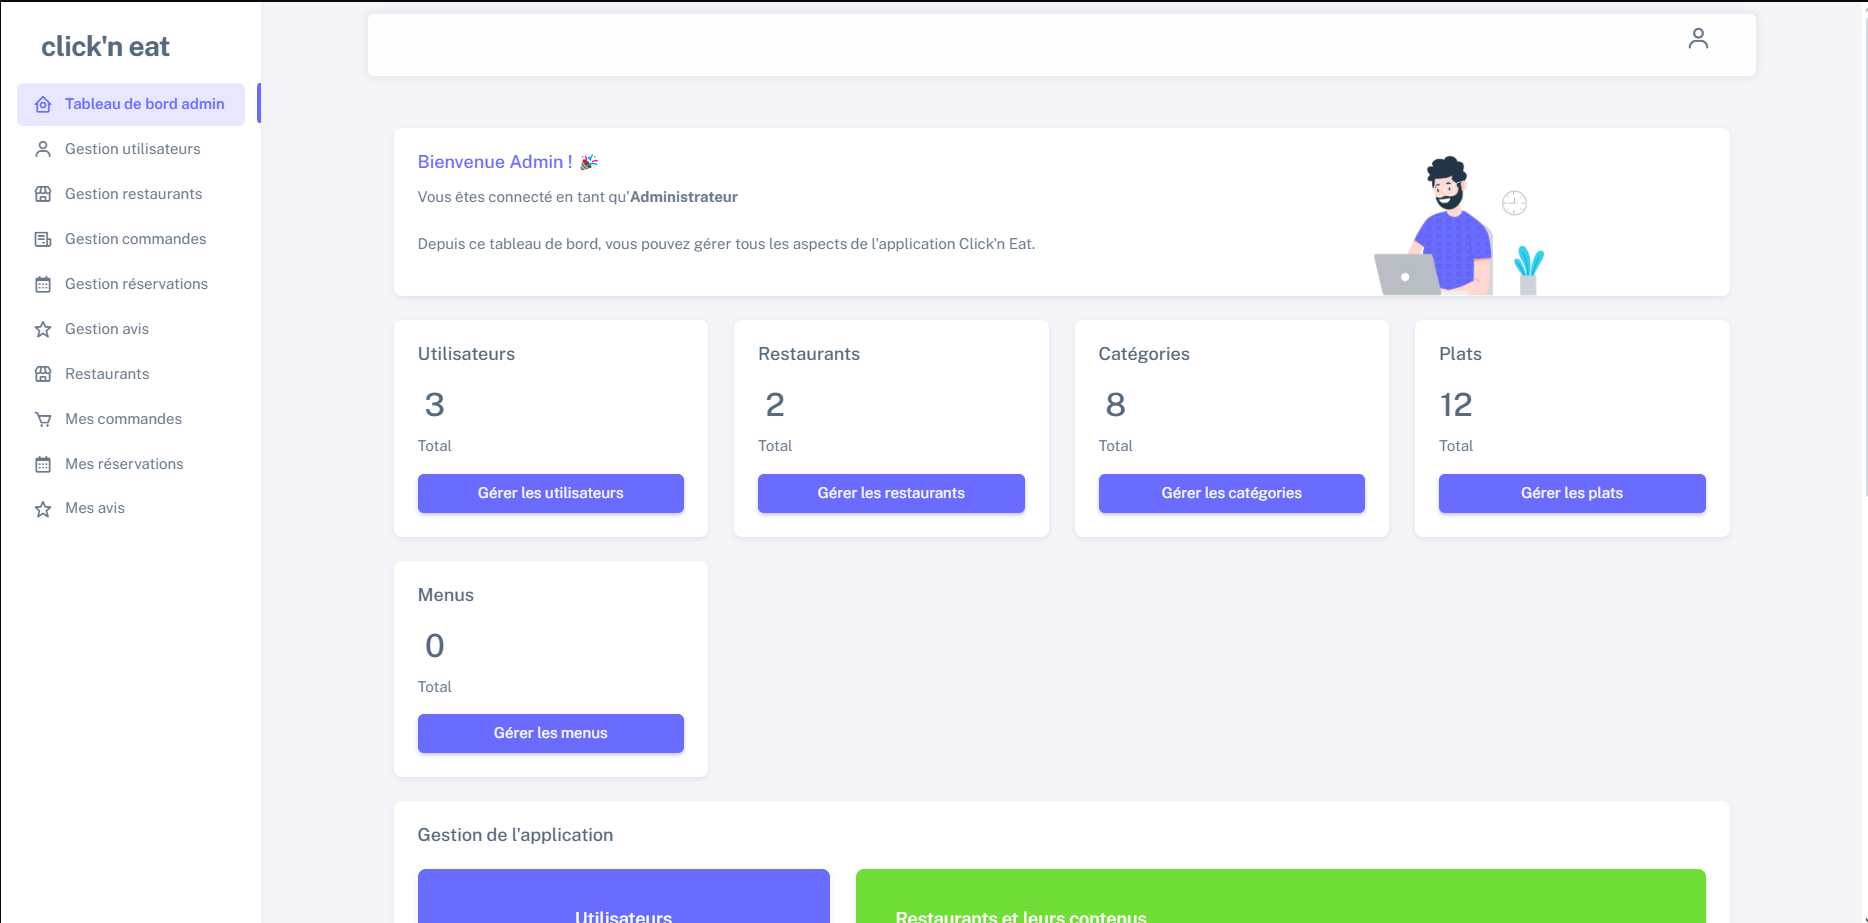 click'n eat
Tableau de bord admin
Gestion utilisateurs
Gestion restaurants
Gestion commandes
Gestion réservations
Gestion avis
Restaurants
Mes commandes
Mes réservations
Mes avis
Bienvenue Admin ! 🎉
Vous êtes connecté en tant qu'Administrateur
Depuis ce tableau de bord, vous pouvez gérer tous les aspects de l'application Click'n Eat.
Utilisateurs
3
Total
Gérer les utilisateurs
Restaurants
2
Total
Gérer les restaurants
Catégories
8
Total
Gérer les catégories
Plats
12
Total
Gérer les plats
Menus
0
Total
Gérer les menus
Gestion de l'application
Utilisateurs
Restaurants et leurs contenus